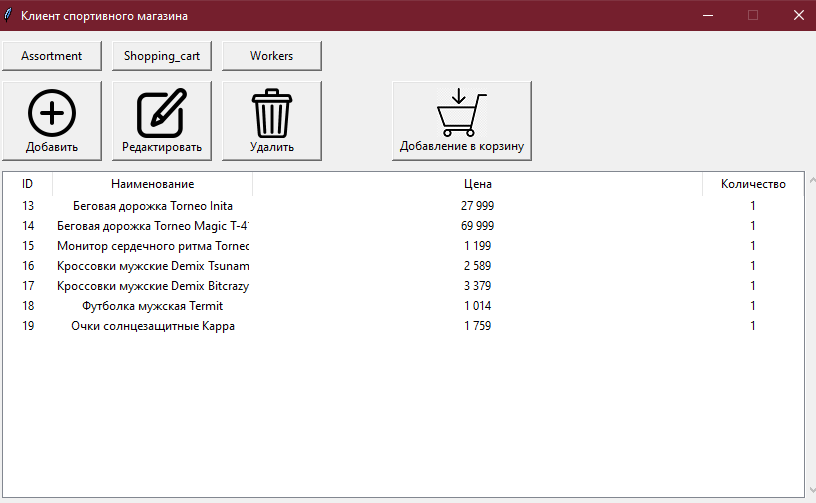 Клиент спортивного магазина
Assortment Shopping_cart Workers
Добавить Редактировать Удалить Добавление в корзину
ID Наименование Цена Количество
13 Беговая дорожка Torneo Inita 27 999 1
14 Беговая дорожка Torneo Magic T-4 69 999 1
15 Монитор сердечного ритма Torneo 1 199 1
16 Кроссовки мужские Demix Tsunam 2 589 1
17 Кроссовки мужские Demix Bitcrazy 3 379 1
18 Футболка мужская Termit 1 014 1
19 Очки солнцезащитные Kappa 1 759 1